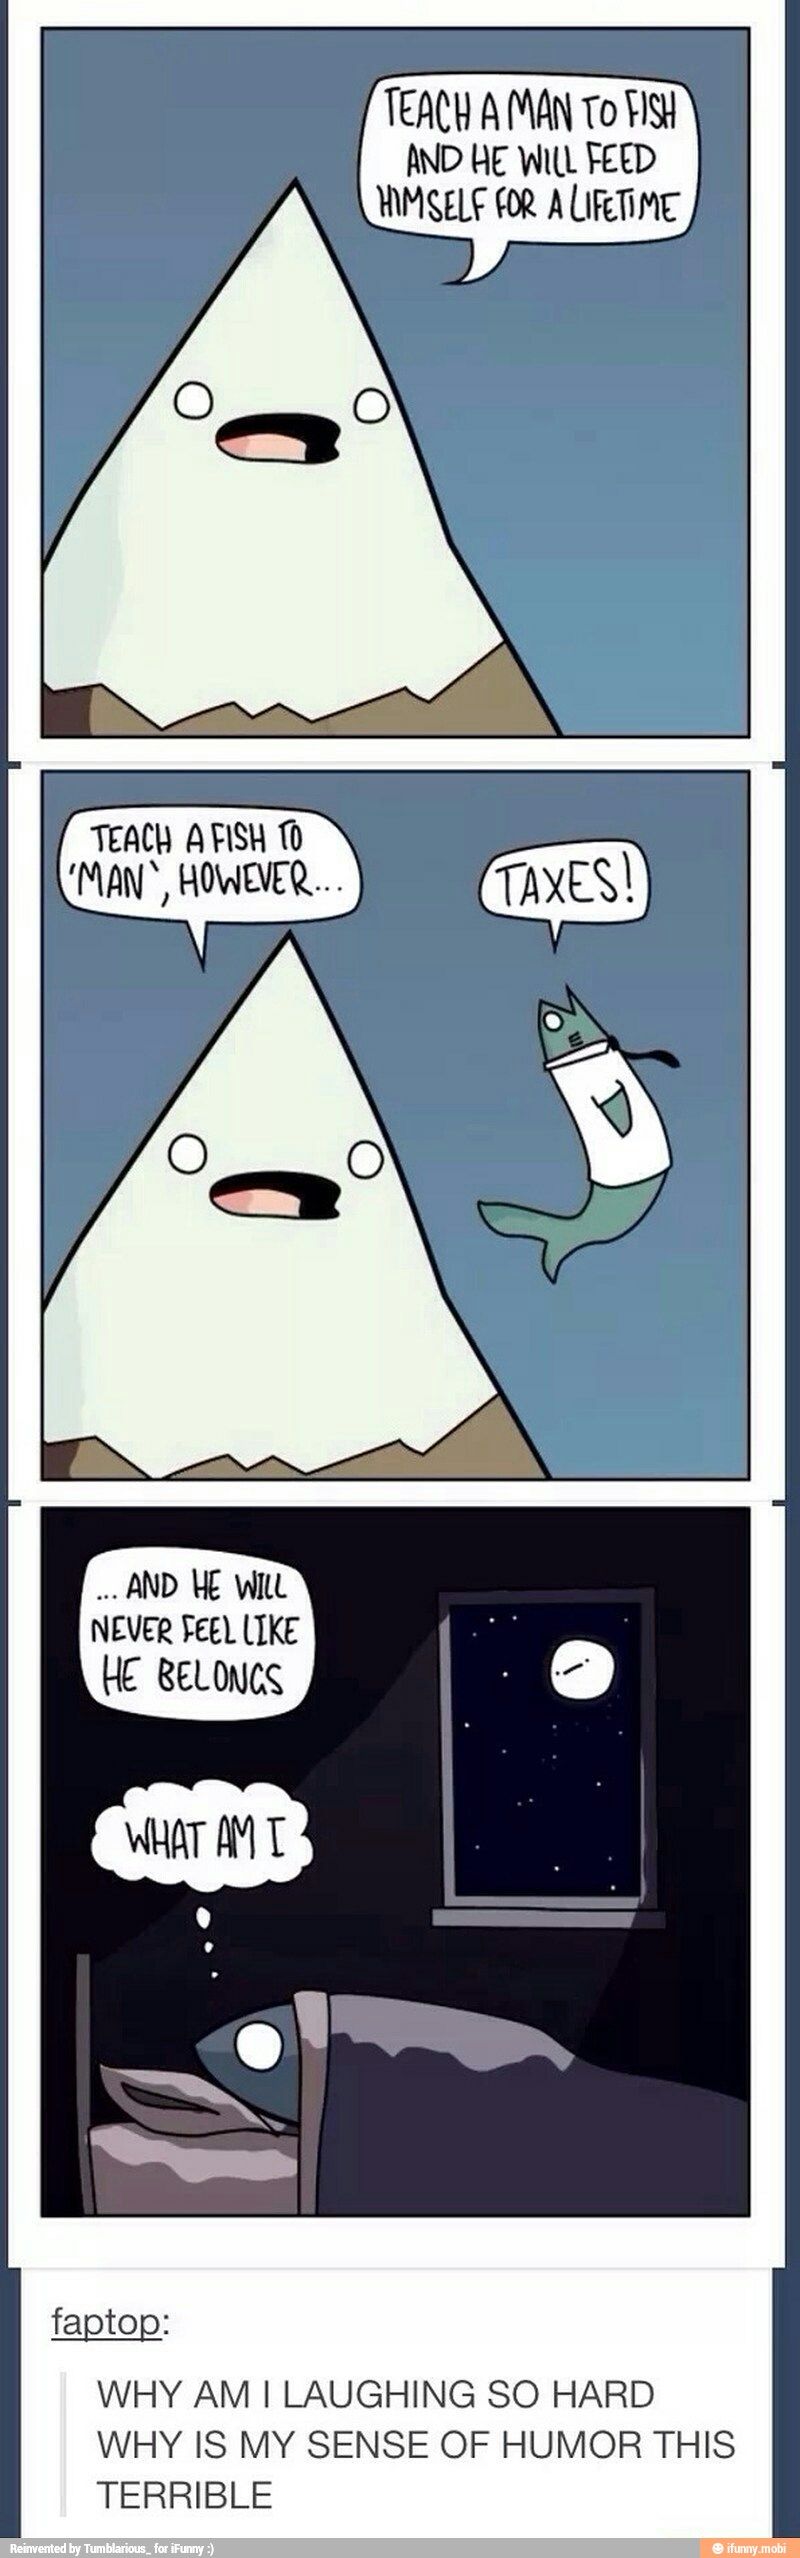 TEACH A MAN TO FISH
AND HE WILL FEED
HIMSELF FOR A LIFETIME
TEACH A FISH TO
'MAN`, HOWEVER...
TAXES!
... AND HE WILL
NEVER FEEL LIKE
HE BELONGS
WHAT AM I
faptop:
WHY AM I LAUGHING SO HARD
WHY IS MY SENSE OF HUMOR THIS
TERRIBLE
Reinvented by Tumblarious_ for iFunny :)
ifunny.mobi